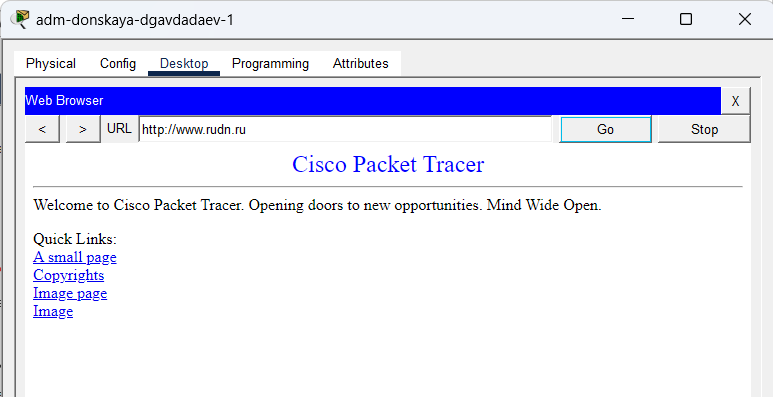 adm-donskaya-dgavdadaev-1
Physical Config Desktop Programming Attributes
Web Browser X
< > URL http://www.rudn.ru Go Stop
Cisco Packet Tracer
Welcome to Cisco Packet Tracer. Opening doors to new opportunities. Mind Wide Open.
Quick Links:
A small page
Copyrights
Image page
Image